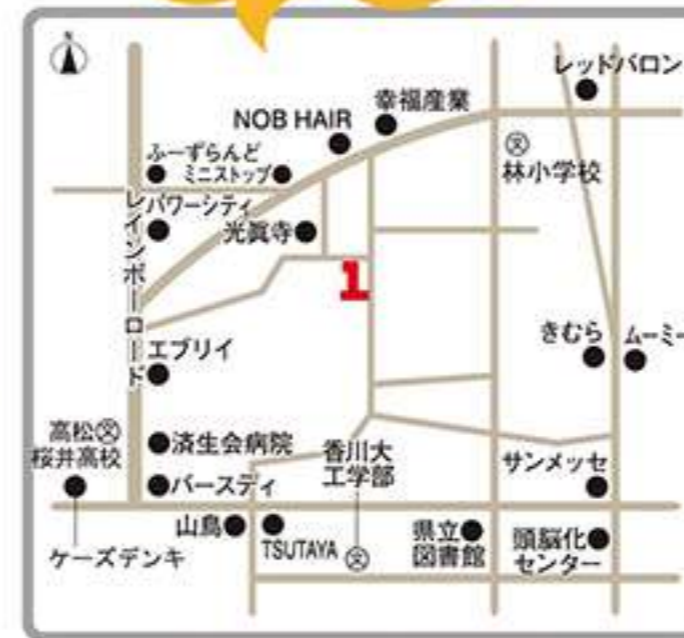 N
レッドバロン
幸福産業
NOB HAIR
文
林小学校
ふーずらんど
ミニストップ
パワーシティ
光眞寺
レインボーロード
1
きむら
ムーミー
エブリイ
高松文
桜井高校
済生会病院
香川大
工学部
サンメッセ
バースディ
山鳥
TSUTAYA
文
県立
図書館
頭脳化
センター
ケーズデンキ